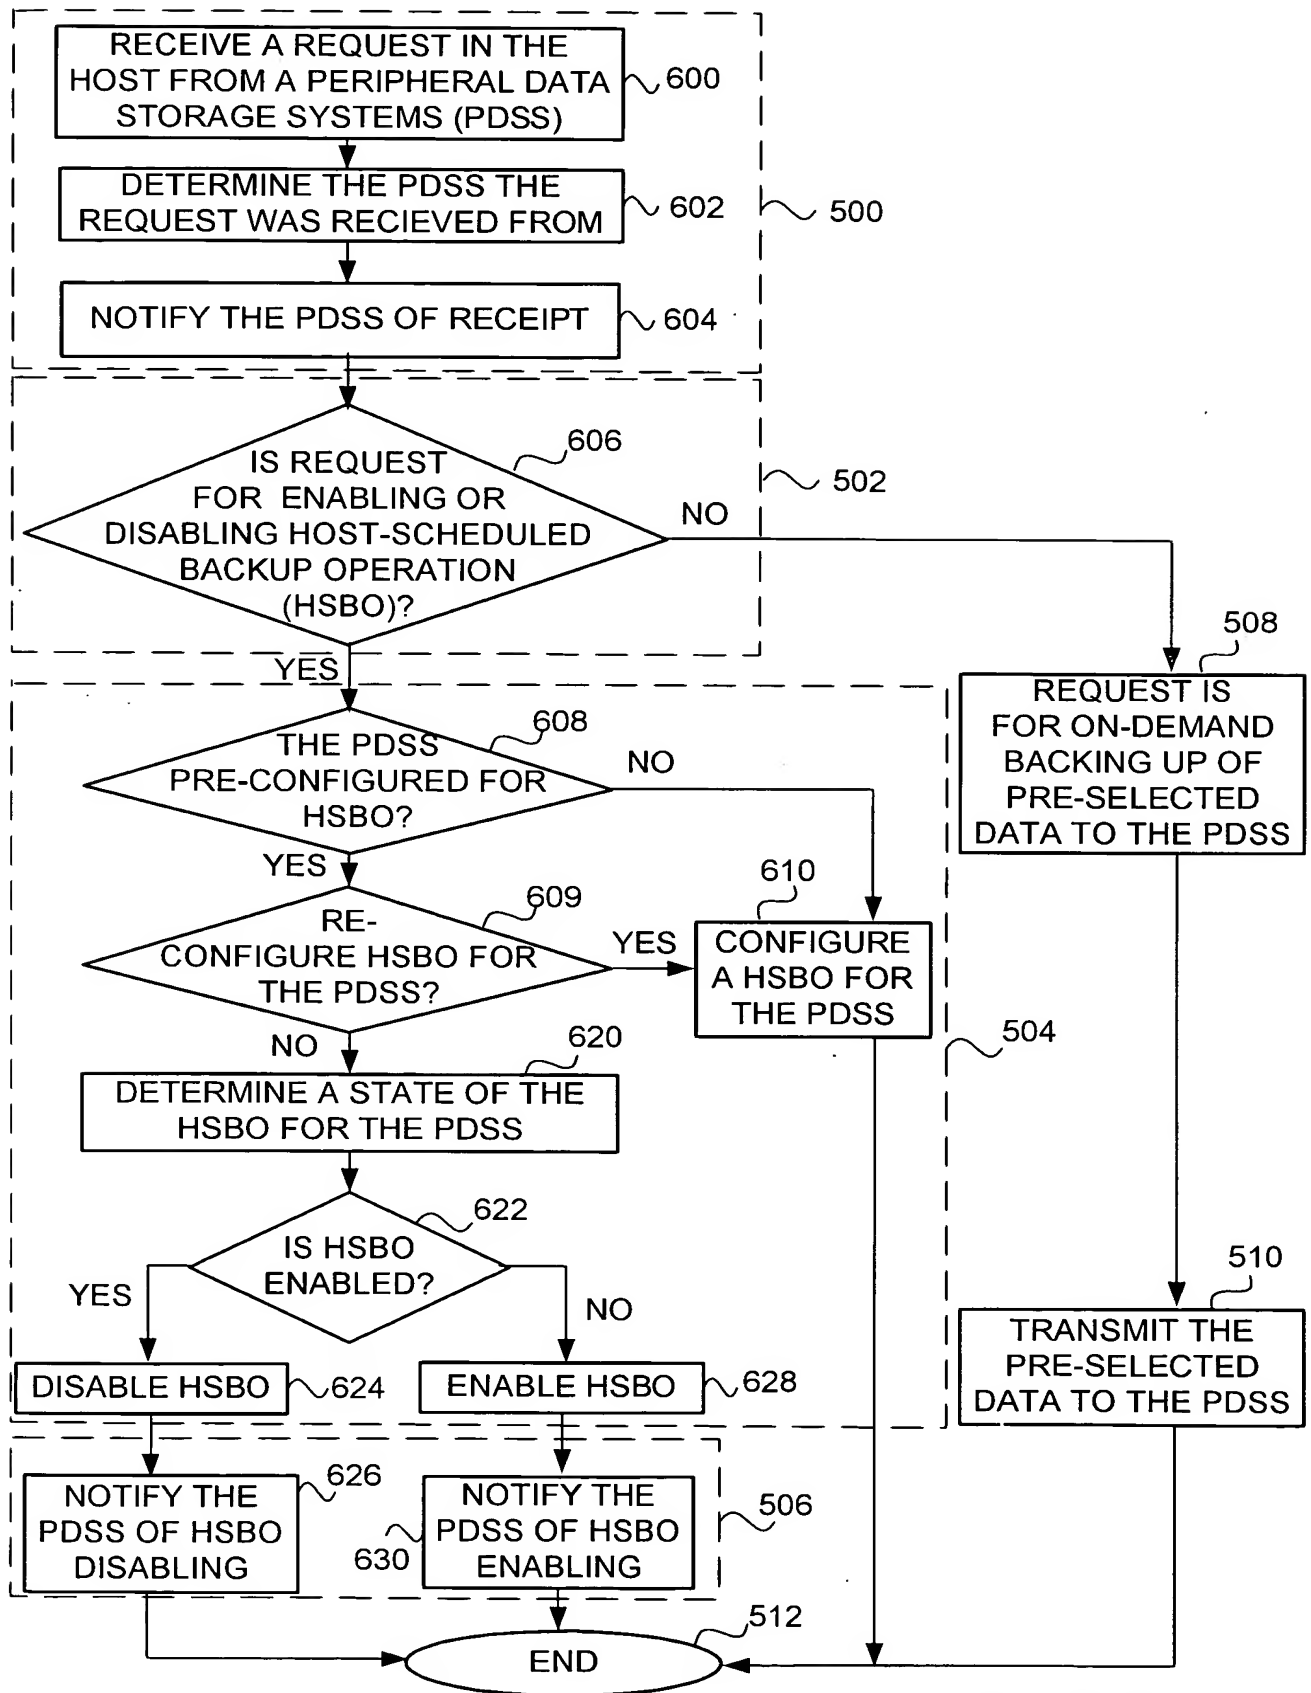 RECEIVE A REQUEST IN THE
HOST FROM A PERIPHERAL DATA
STORAGE SYSTEMS (PDSS)
600
DETERMINE THE PDSS THE
REQUEST WAS RECIEVED FROM
602
500
NOTIFY THE PDSS OF RECEIPT
604
606
IS REQUEST
FOR ENABLING OR
DISABLING HOST-SCHEDULED
BACKUP OPERATION
(HSBO)?
502
NO
YES
508
REQUEST IS
FOR ON-DEMAND
BACKING UP OF
PRE-SELECTED
DATA TO THE PDSS
608
THE PDSS
PRE-CONFIGURED FOR
HSBO?
NO
YES
609
RE-
CONFIGURE HSBO FOR
THE PDSS?
YES
610
CONFIGURE
A HSBO FOR
THE PDSS
NO
504
620
DETERMINE A STATE OF THE
HSBO FOR THE PDSS
622
IS HSBO
ENABLED?
YES
NO
510
TRANSMIT THE
PRE-SELECTED
DATA TO THE PDSS
DISABLE HSBO
624
ENABLE HSBO
628
626
NOTIFY THE
PDSS OF HSBO
DISABLING
630
NOTIFY THE
PDSS OF HSBO
ENABLING
506
512
END